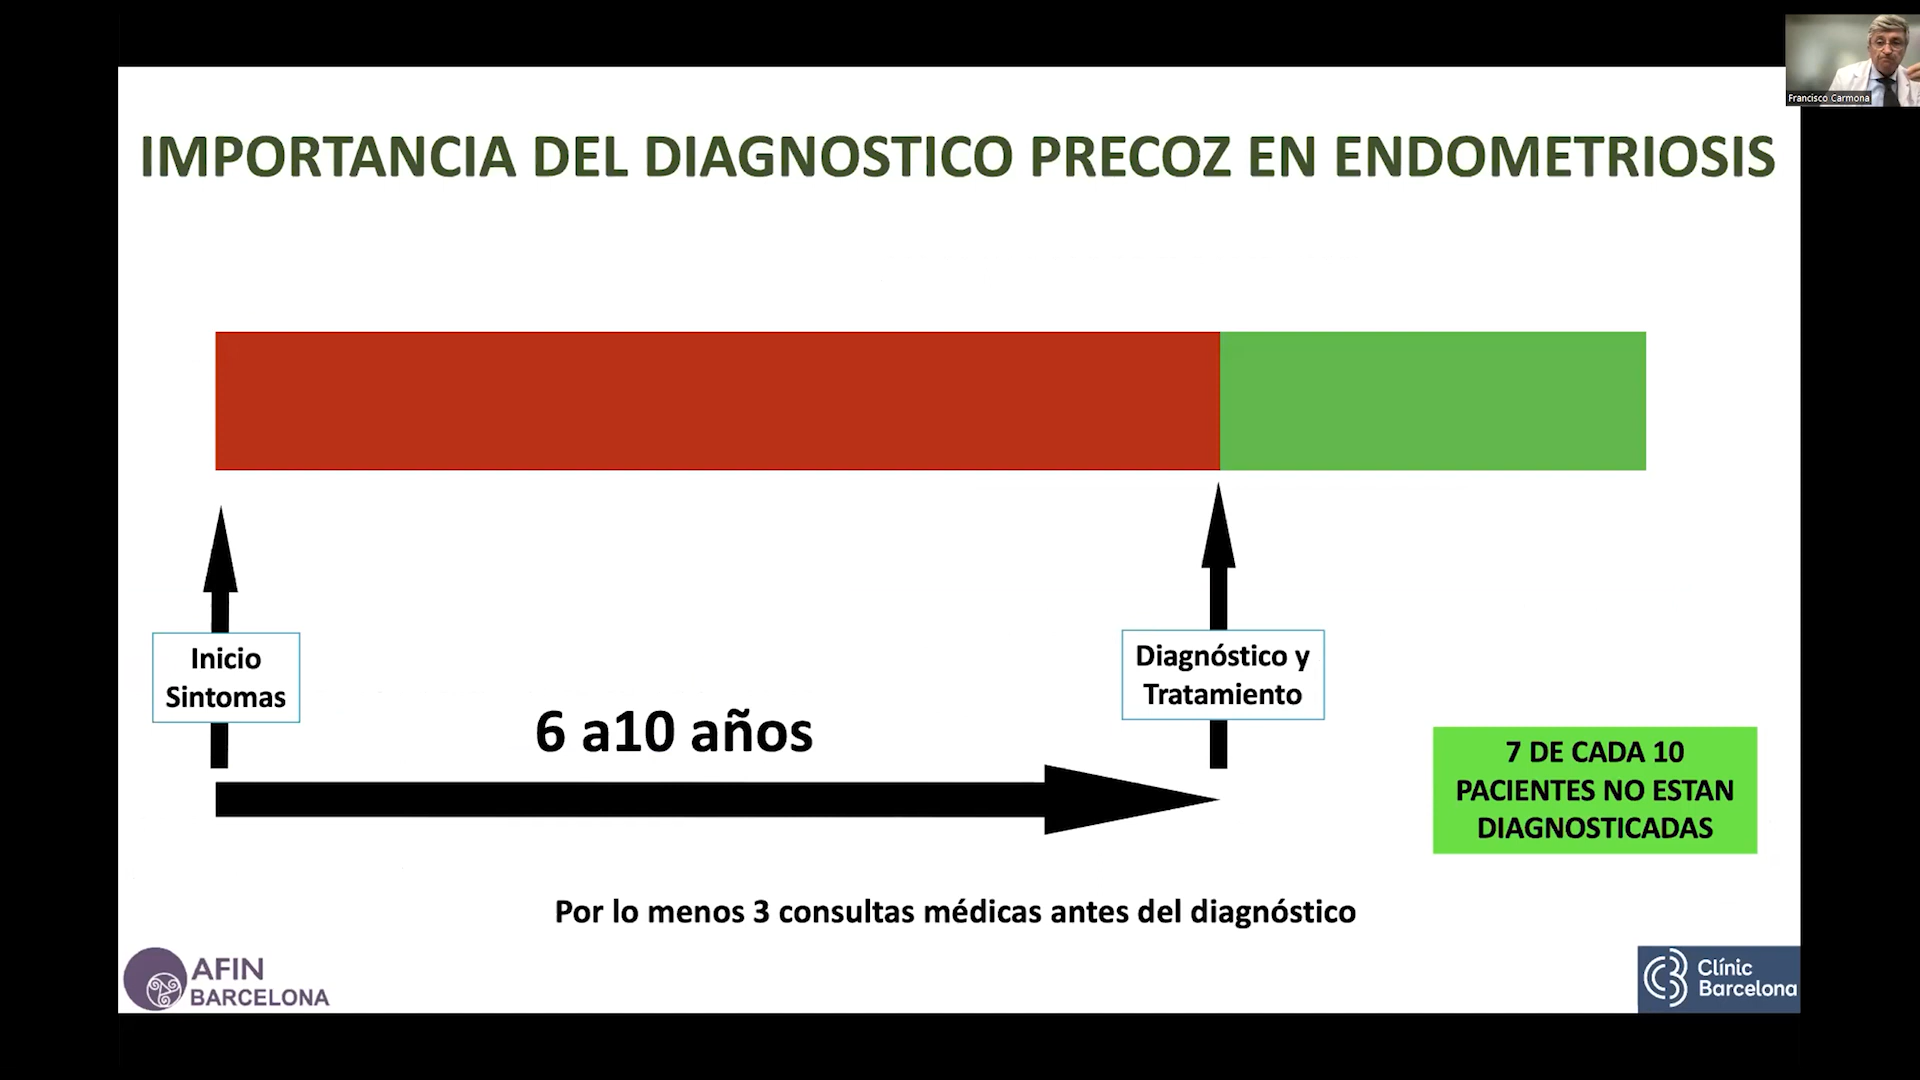 Francisco Carmona
IMPORTANCIA DEL DIAGNOSTICO PRECOZ EN ENDOMETRIOSIS
Inicio
Sintomas
Diagnóstico y
Tratamiento
6 a10 años
7 DE CADA 10
PACIENTES NO ESTAN
DIAGNOSTICADAS
Por lo menos 3 consultas médicas antes del diagnóstico
AFIN
BARCELONA
Clínic
Barcelona